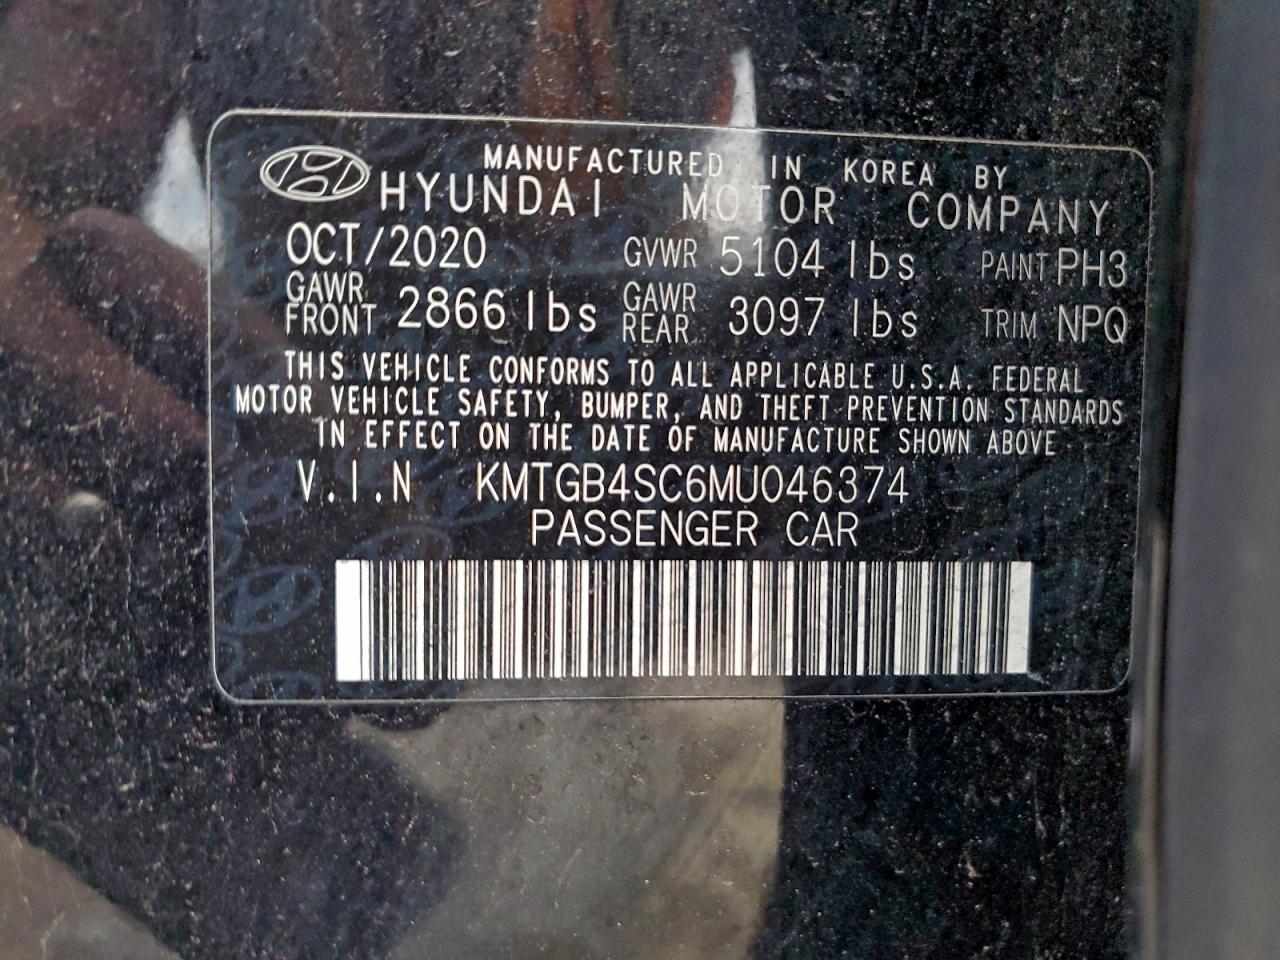 MANUFACTURED IN KOREA BY
HYUNDAI MOTOR COMPANY
OCT/2020 GVWR 5104 lbs PAINT PH3
GAWR FRONT 2866 lbs GAWR REAR 3097 lbs TRIM NPQ
THIS VEHICLE CONFORMS TO ALL APPLICABLE U.S.A. FEDERAL
MOTOR VEHICLE SAFETY, BUMPER, AND THEFT PREVENTION STANDARDS
IN EFFECT ON THE DATE OF MANUFACTURE SHOWN ABOVE
V.I.N KMTGB4SC6MU046374
PASSENGER CAR